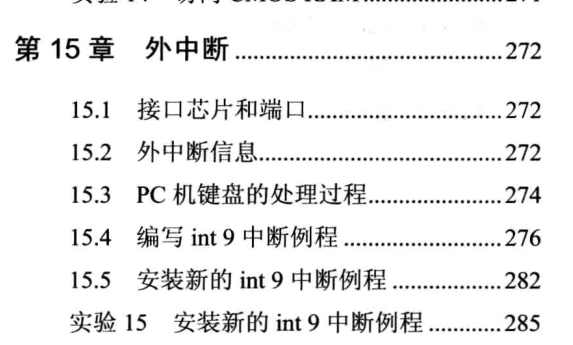 第 15 章 外中断 ........................................ 272
15.1 接口芯片和端口 ............................... 272
15.2 外中断信息 ....................................... 272
15.3 PC 机键盘的处理过程 ..................... 274
15.4 编写 int 9 中断例程 ......................... 276
15.5 安装新的 int 9 中断例程 ................. 282
实验 15 安装新的 int 9 中断例程 ............ 285